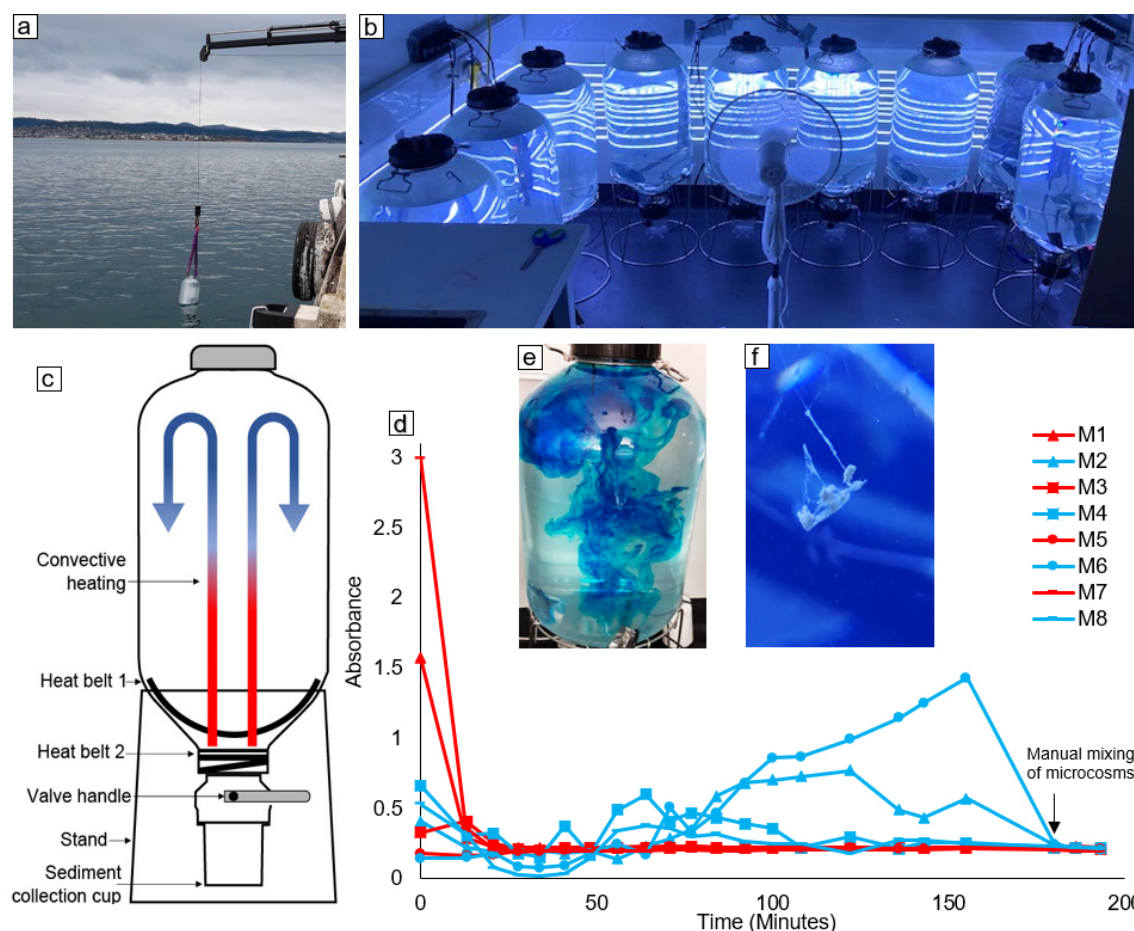 a
b
c
Convective
heating
Heat belt 1
Heat belt 2
Valve handle
Stand
Sediment
collection cup
d
e
f
M1
M2
M3
M4
M5
M6
M7
M8
3
2.5
2
1.5
1
0.5
0
Absorbance
Manual mixing
of microcosms
0
50
100
150
200
Time (Minutes)